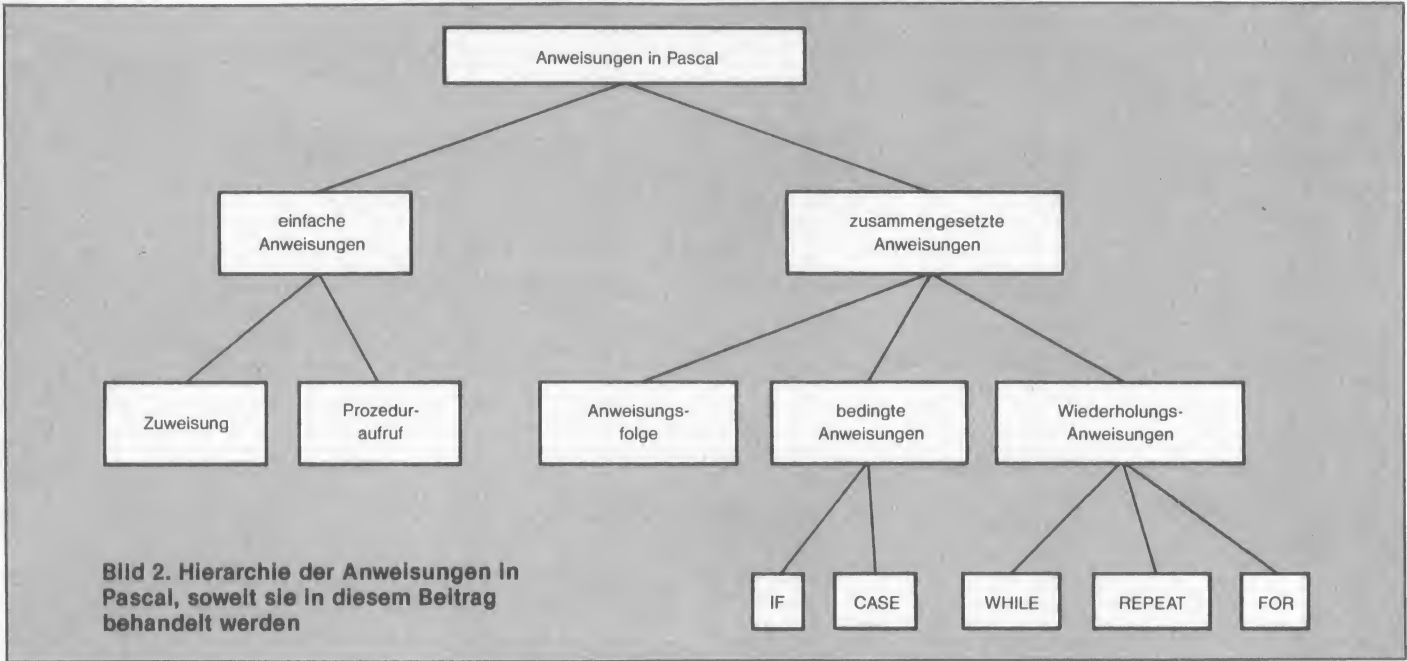 Anweisungen in Pascal
einfache
Anweisungen
zusammengesetzte
Anweisungen
Zuweisung
Prozedur-
aufruf
Anweisungs-
folge
bedingte
Anweisungen
Wiederholungs-
Anweisungen
IF
CASE
WHILE
REPEAT
FOR
Bild 2. Hierarchie der Anweisungen in
Pascal, soweit sie in diesem Beitrag
behandelt werden